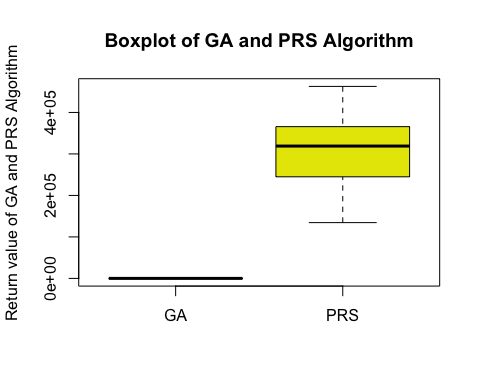 Boxplot of GA and PRS Algorithm
Return value of GA and PRS Algorithm
4e+05
2e+05
0e+00
GA
PRS